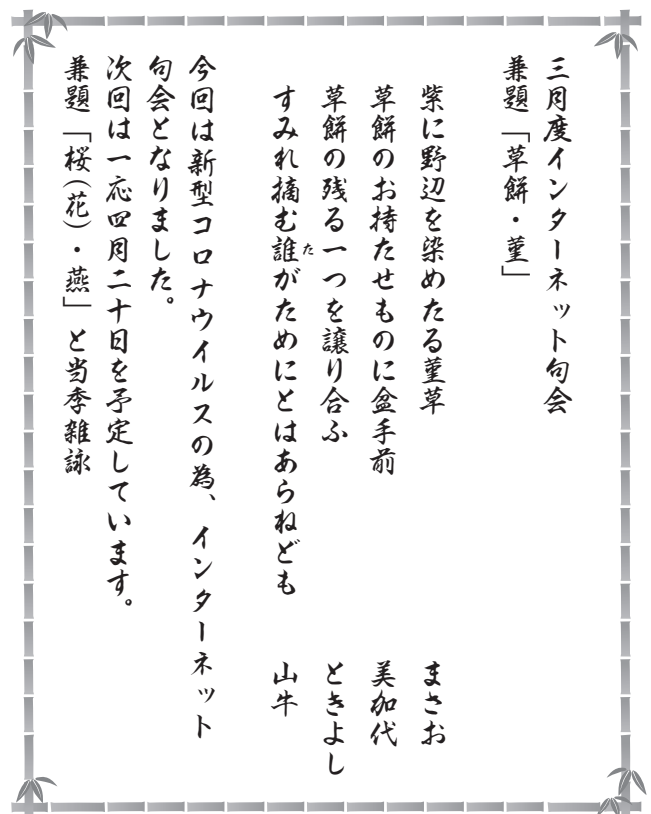 三月度インターネット句会
兼題「草餅・菫」
紫に野辺を染めたる菫草 まさお
草餅のお持たせものに盆手前 美加代
草餅の残る一つを譲り合ふ ときよし
すみれ摘む誰がためにとはあらねども 山牛
た
今回は新型コロナウイルスの為、インターネット
句会となりました。
次回は一応四月二十日を予定しています。
兼題「桜(花)・燕」と当季雑詠